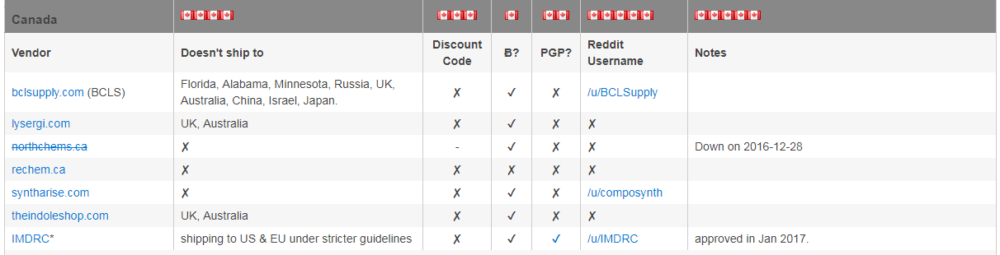 Canada
Vendor Doesn't ship to Discount Code Ƀ? PGP? Reddit Username Notes
bclsupply.com (BCLS) Florida, Alabama, Minnesota, Russia, UK, Australia, China, Israel, Japan. ✗ ✓ ✗ /u/BCLSupply
lysergi.com UK, Australia ✗ ✓ ✗ ✗
northchems.ca ✗ - ✓ ✗ ✗ Down on 2016-12-28
rechem.ca ✗ ✗ ✗ ✗ ✗
syntharise.com ✗ ✗ ✓ ✗ /u/composynth
theindoleshop.com UK, Australia ✗ ✓ ✗ ✗
IMDRC* shipping to US & EU under stricter guidelines ✗ ✓ ✓ /u/IMDRC approved in Jan 2017.